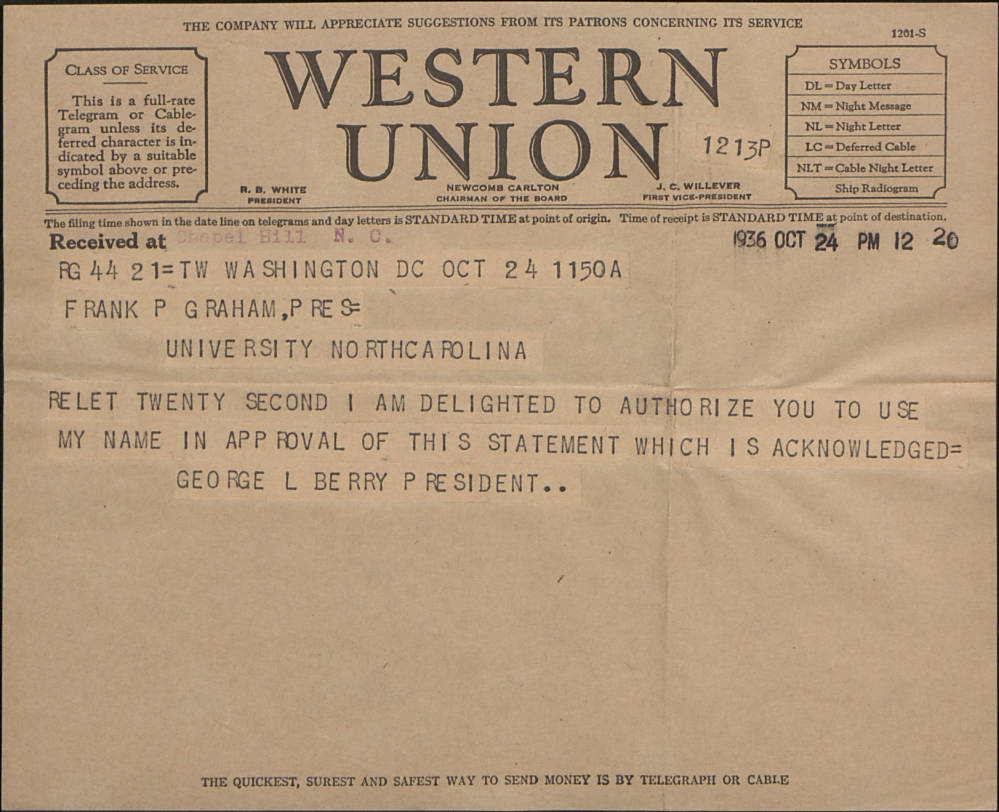 THE COMPANY WILL APPRECIATE SUGGESTIONS FROM ITS PATRONS CONCERNING ITS SERVICE
1201-S
CLASS OF SERVICE
This is a full-rate
Telegram or Cable-
gram unless its de-
ferred character is in-
dicated by a suitable
symbol above or pre-
ceding the address.
WESTERN
UNION
1213P
R. B. WHITE
PRESIDENT
NEWCOMB CARLTON
CHAIRMAN OF THE BOARD
J. C. WILLEVER
FIRST VICE-PRESIDENT
SYMBOLS
DL = Day Letter
NM = Night Message
NL = Night Letter
LC = Deferred Cable
NLT = Cable Night Letter
Ship Radiogram
The filing time shown in the date line on telegrams and day letters is STANDARD TIME at point of origin. Time of receipt is STANDARD TIME at point of destination.
Received at Chapel Hill N. C.
1936 OCT 24 PM 12 20
RG 44 21=TW WASHINGTON DC OCT 24 1150A
FRANK P GRAHAM,PRES=
UNIVERSITY NORTHCAROLINA
RELET TWENTY SECOND I AM DELIGHTED TO AUTHORIZE YOU TO USE
MY NAME IN APPROVAL OF THIS STATEMENT WHICH IS ACKNOWLEDGED=
GEORGE L BERRY PRESIDENT..
THE QUICKEST, SUREST AND SAFEST WAY TO SEND MONEY IS BY TELEGRAPH OR CABLE